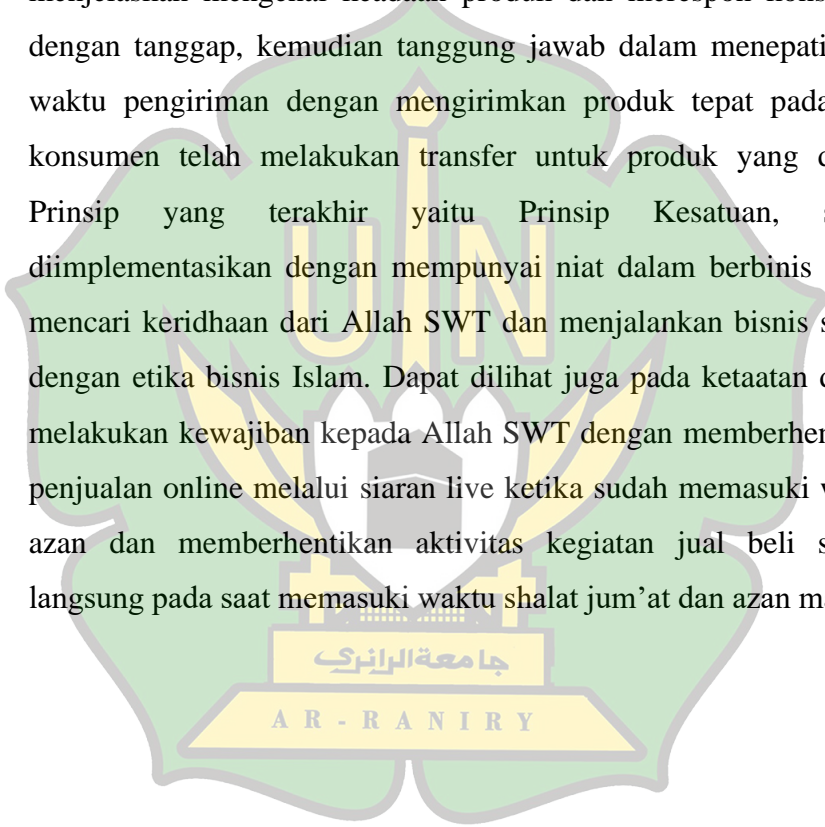 dengan tanggap, kemudian tanggung jawab dalam menepati
waktu pengiriman dengan mengirimkan produk tepat pada
konsumen telah melakukan transfer untuk produk yang
Prinsip yang terakhir yaitu Prinsip Kesatuan,
diimplementasikan dengan mempunyai niat dalam berbinis
mencari keridhaan dari Allah SWT dan menjalankan bisnis
dengan etika bisnis Islam. Dapat dilihat juga pada ketaatan
melakukan kewajiban kepada Allah SWT dengan memberhen
penjualan online melalui siaran live ketika sudah memasuki
azan dan memberhentikan aktivitas kegiatan jual beli
langsung pada saat memasuki waktu shalat jum’at dan azan
UIN
جامعةالرانري
AR-RANIRY